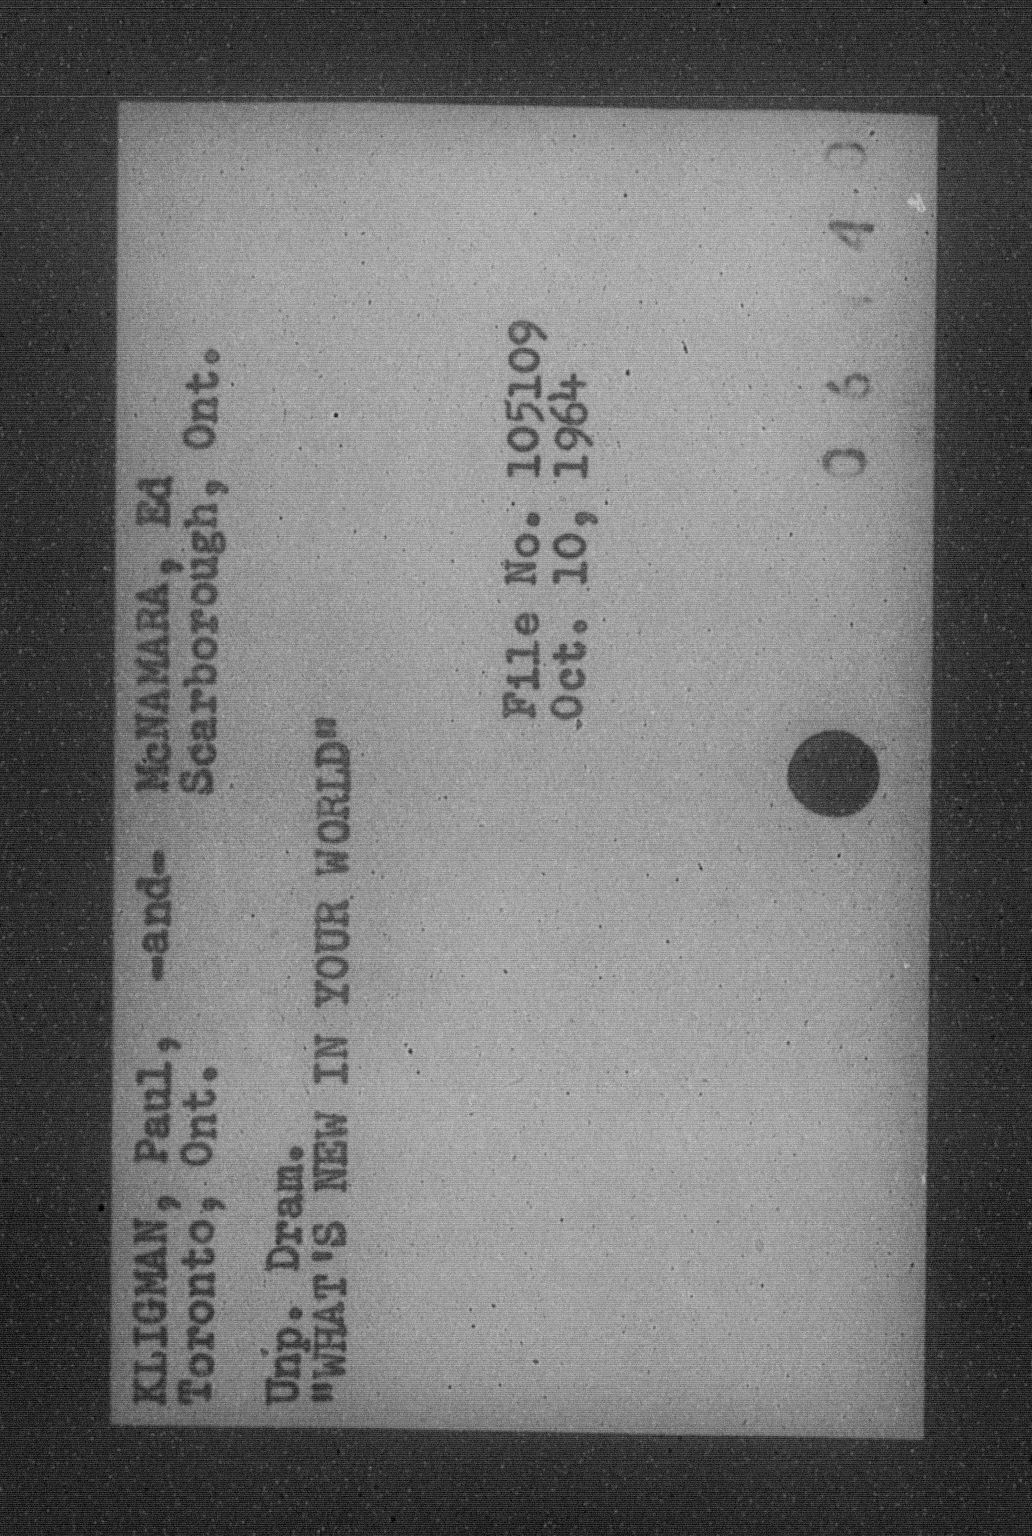 KLIGMAN, Paul, -and- McNAMARA, Ed
Toronto, Ont. Scarborough, Ont.
Unp. Dram.
"WHAT'S NEW IN YOUR WORLD"
File No. 105109
Oct. 10, 1964